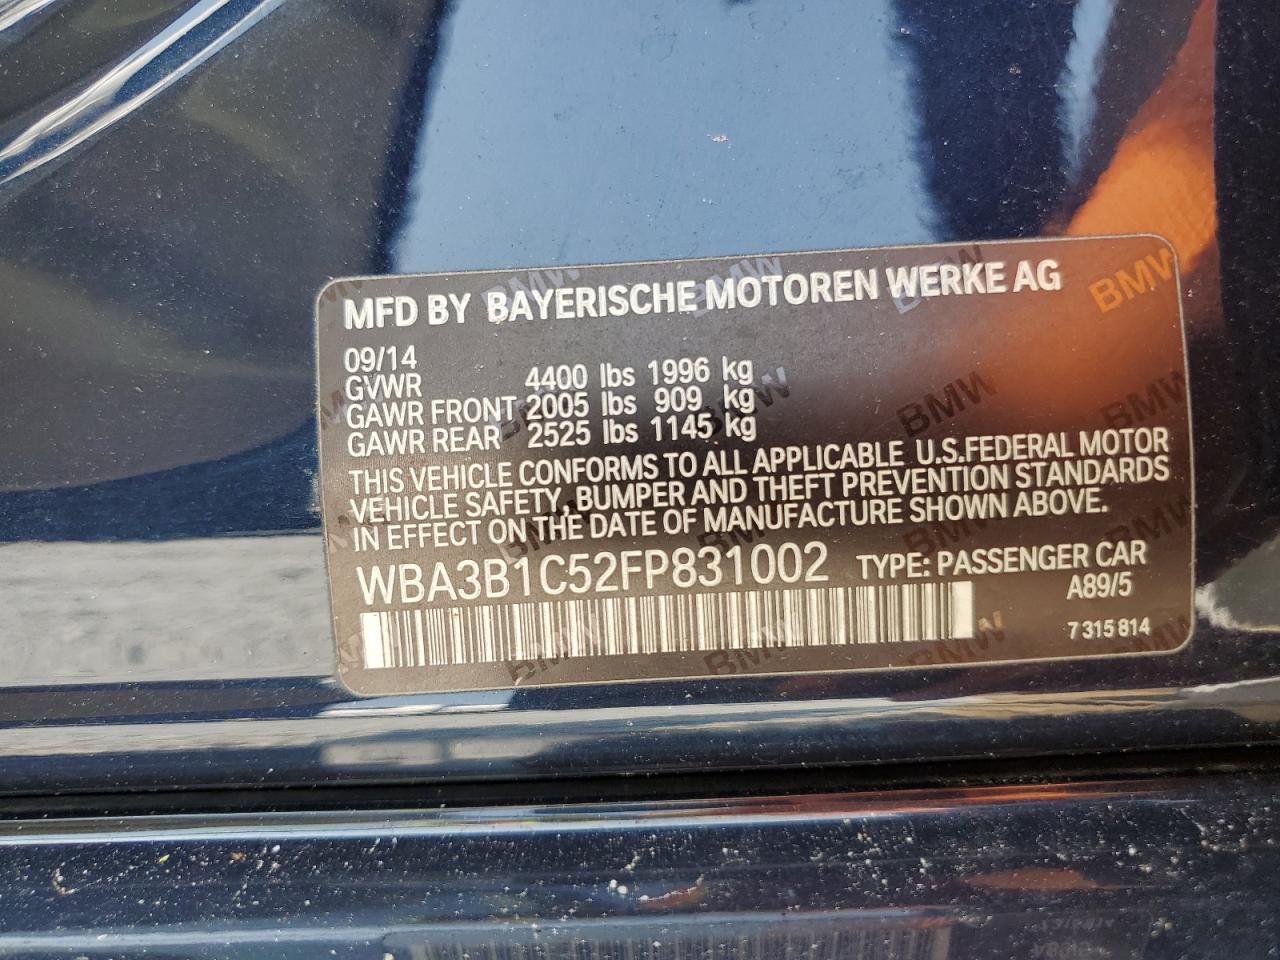 MFD BY BAYERISCHE MOTOREN WERKE AG
09/14
GVWR 4400 lbs 1996 kg
GAWR FRONT 2005 lbs 909 kg
GAWR REAR 2525 lbs 1145 kg
THIS VEHICLE CONFORMS TO ALL APPLICABLE U.S.FEDERAL MOTOR
VEHICLE SAFETY, BUMPER AND THEFT PREVENTION STANDARDS
IN EFFECT ON THE DATE OF MANUFACTURE SHOWN ABOVE.
WBA3B1C52FP831002 TYPE: PASSENGER CAR
A89/5
7 315 814